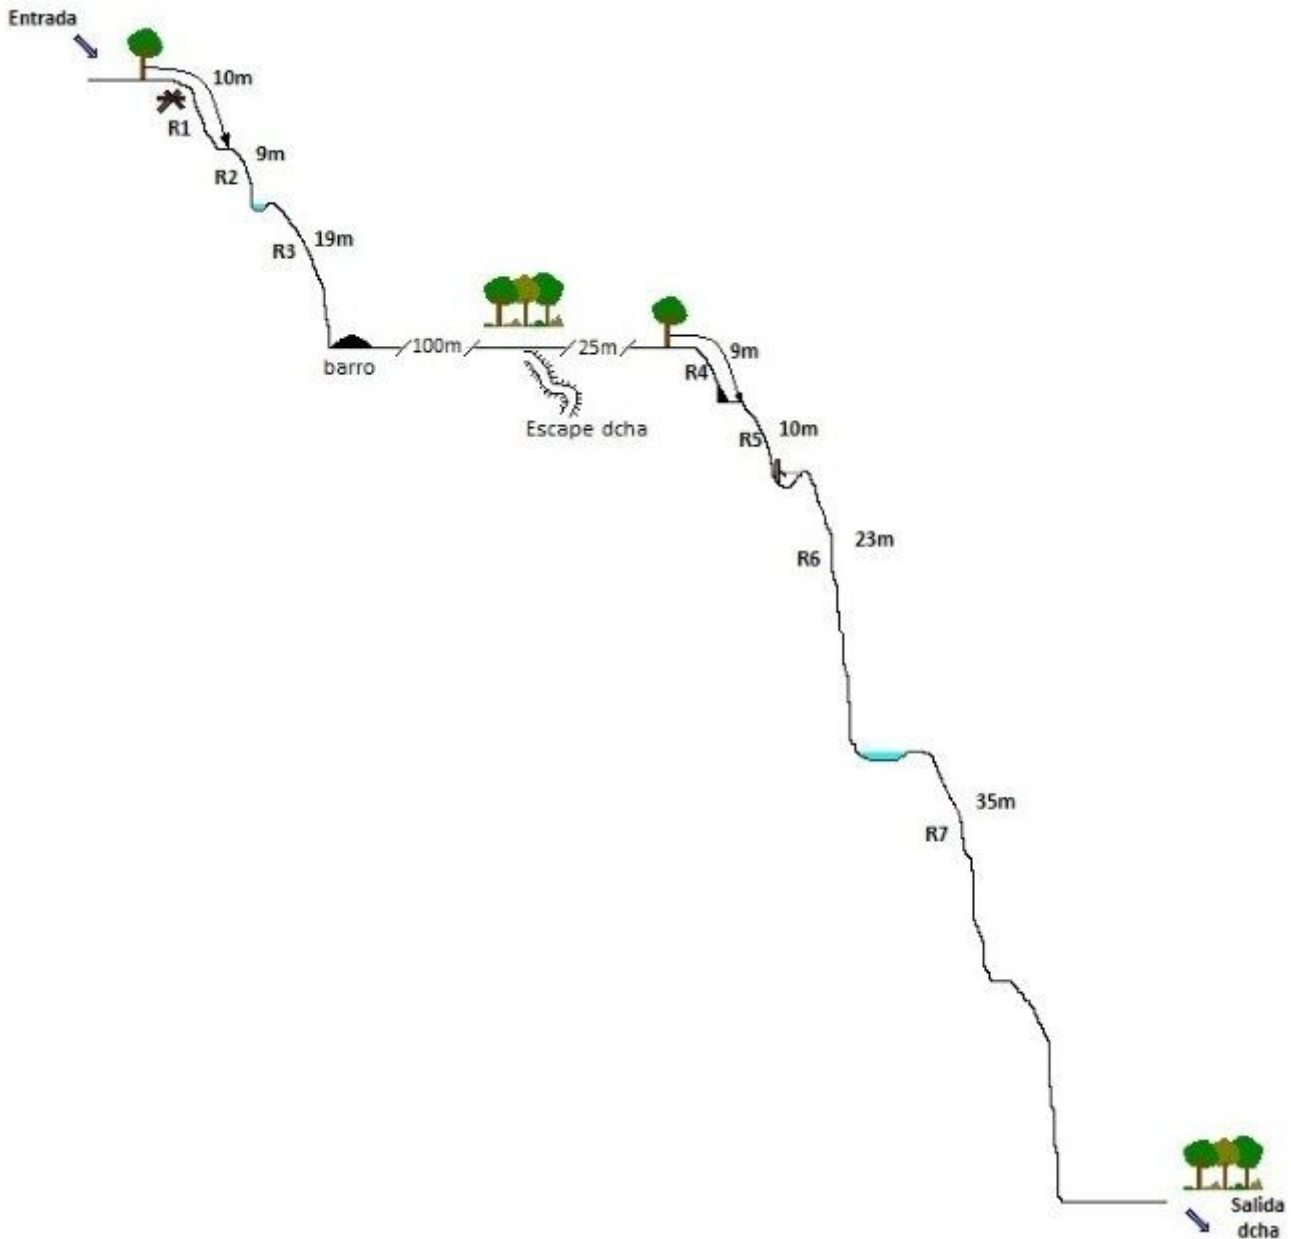 Entrada
10m
R1
9m
R2
19m
R3
barro
100m
25m
Escape dcha
9m
R4
10m
R5
23m
R6
35m
R7
Salida
dcha